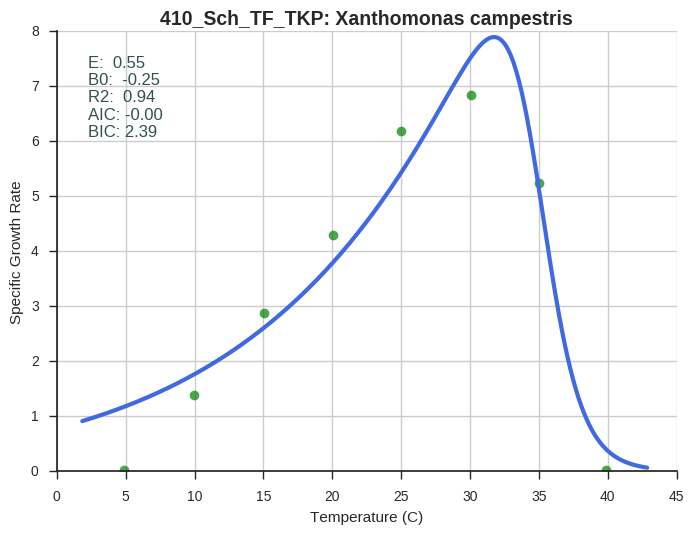 410_Sch_TF_TKP: Xanthomonas campestris
E:  0.55
B0:  -0.25
R2:  0.94
AIC: -0.00
BIC: 2.39
Specific Growth Rate
8
7
6
5
4
3
2
1
0
0 5 10 15 20 25 30 35 40 45
Temperature (C)